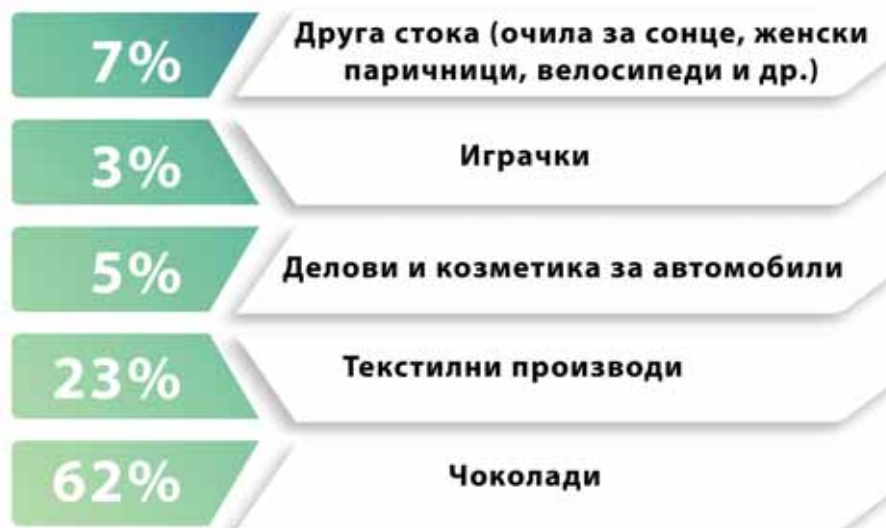 7%
Друга стока (очила за сонце, женски
паричници, велосипеди и др.)
3%
Играчки
5%
Делови и козметика за автомобили
23%
Текстилни производи
62%
Чоколади